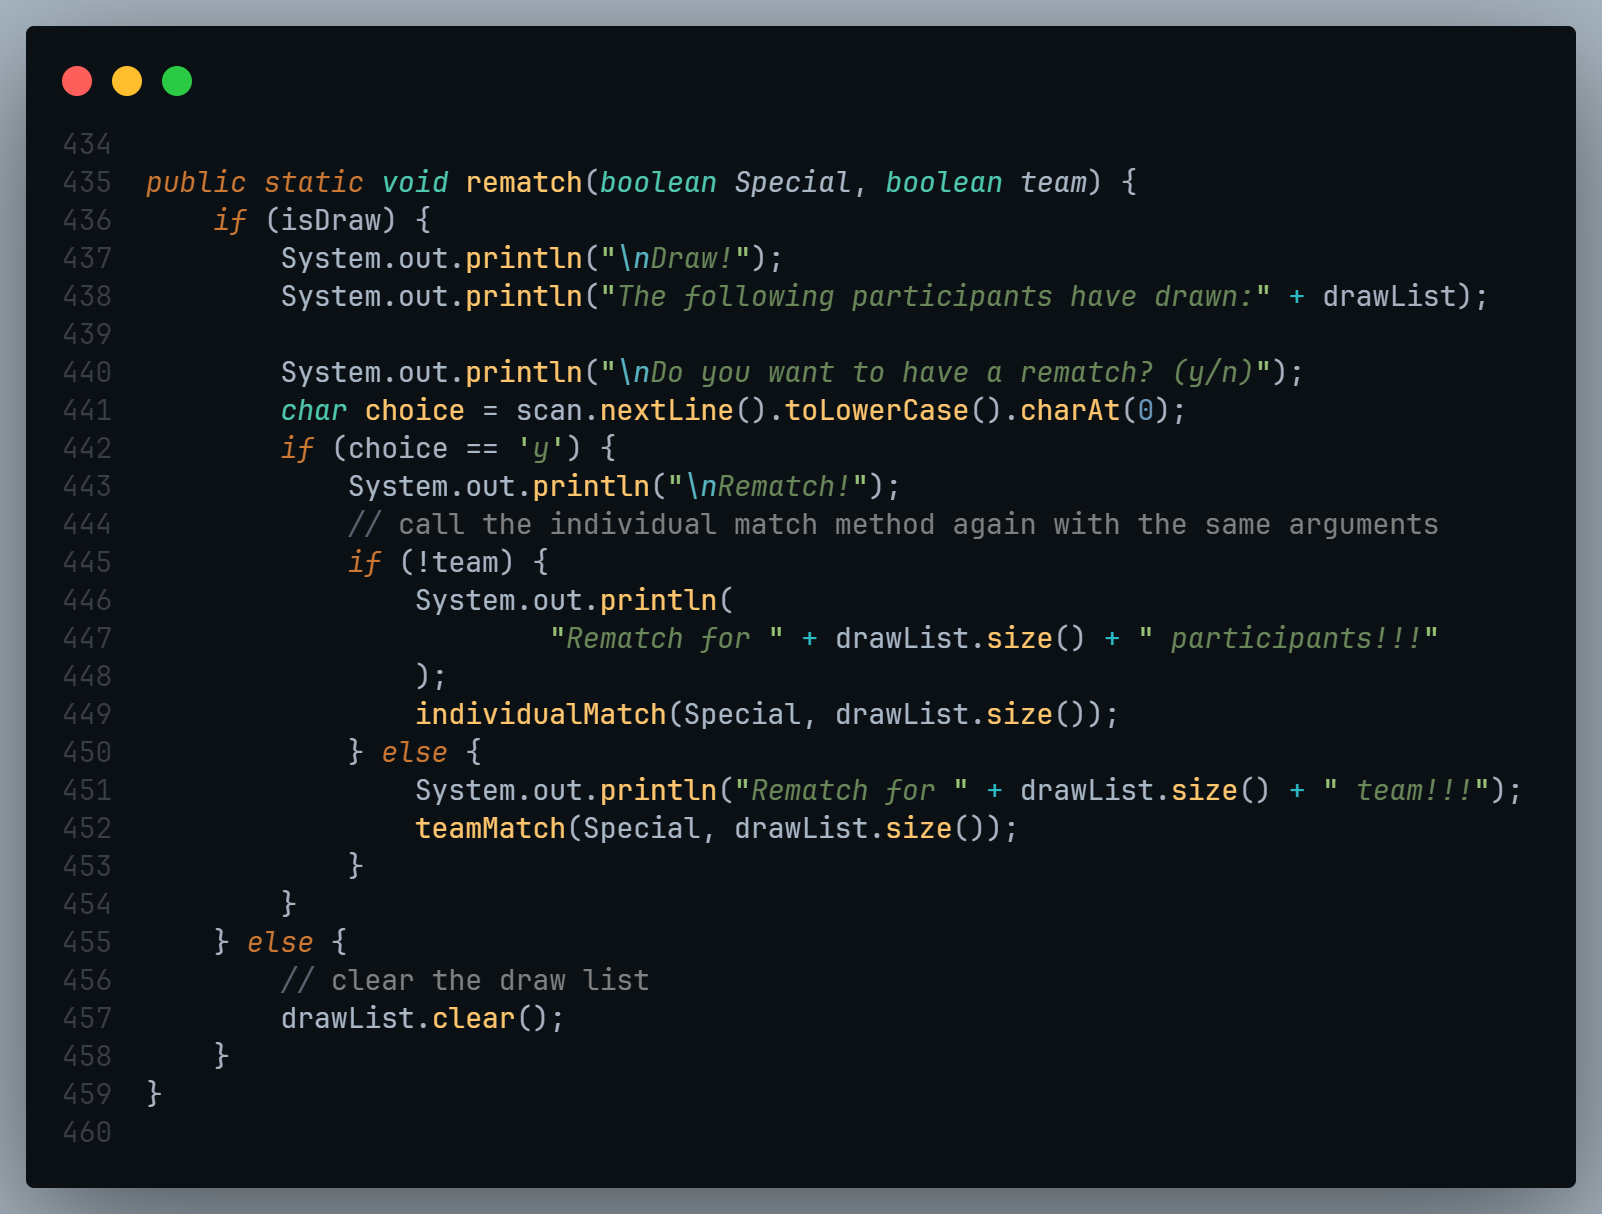 434
435 public static void rematch(boolean Special, boolean team) {
436     if (isDraw) {
437         System.out.println("\nDraw!");
438         System.out.println("The following participants have drawn:" + drawList);
439
440         System.out.println("\nDo you want to have a rematch? (y/n)");
441         char choice = scan.nextLine().toLowerCase().charAt(0);
442         if (choice == 'y') {
443             System.out.println("\nRematch!");
444             // call the individual match method again with the same arguments
445             if (!team) {
446                 System.out.println(
447                         "Rematch for " + drawList.size() + " participants!!!"
448                 );
449                 individualMatch(Special, drawList.size());
450             } else {
451                 System.out.println("Rematch for " + drawList.size() + " team!!!");
452                 teamMatch(Special, drawList.size());
453             }
454         }
455     } else {
456         // clear the draw list
457         drawList.clear();
458     }
459 }
460